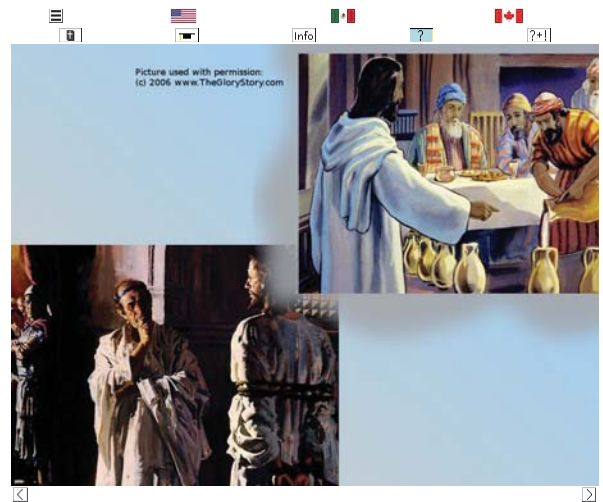 Info
?
?+!
Picture used with permission:
(c) 2006 www.TheGloryStory.com